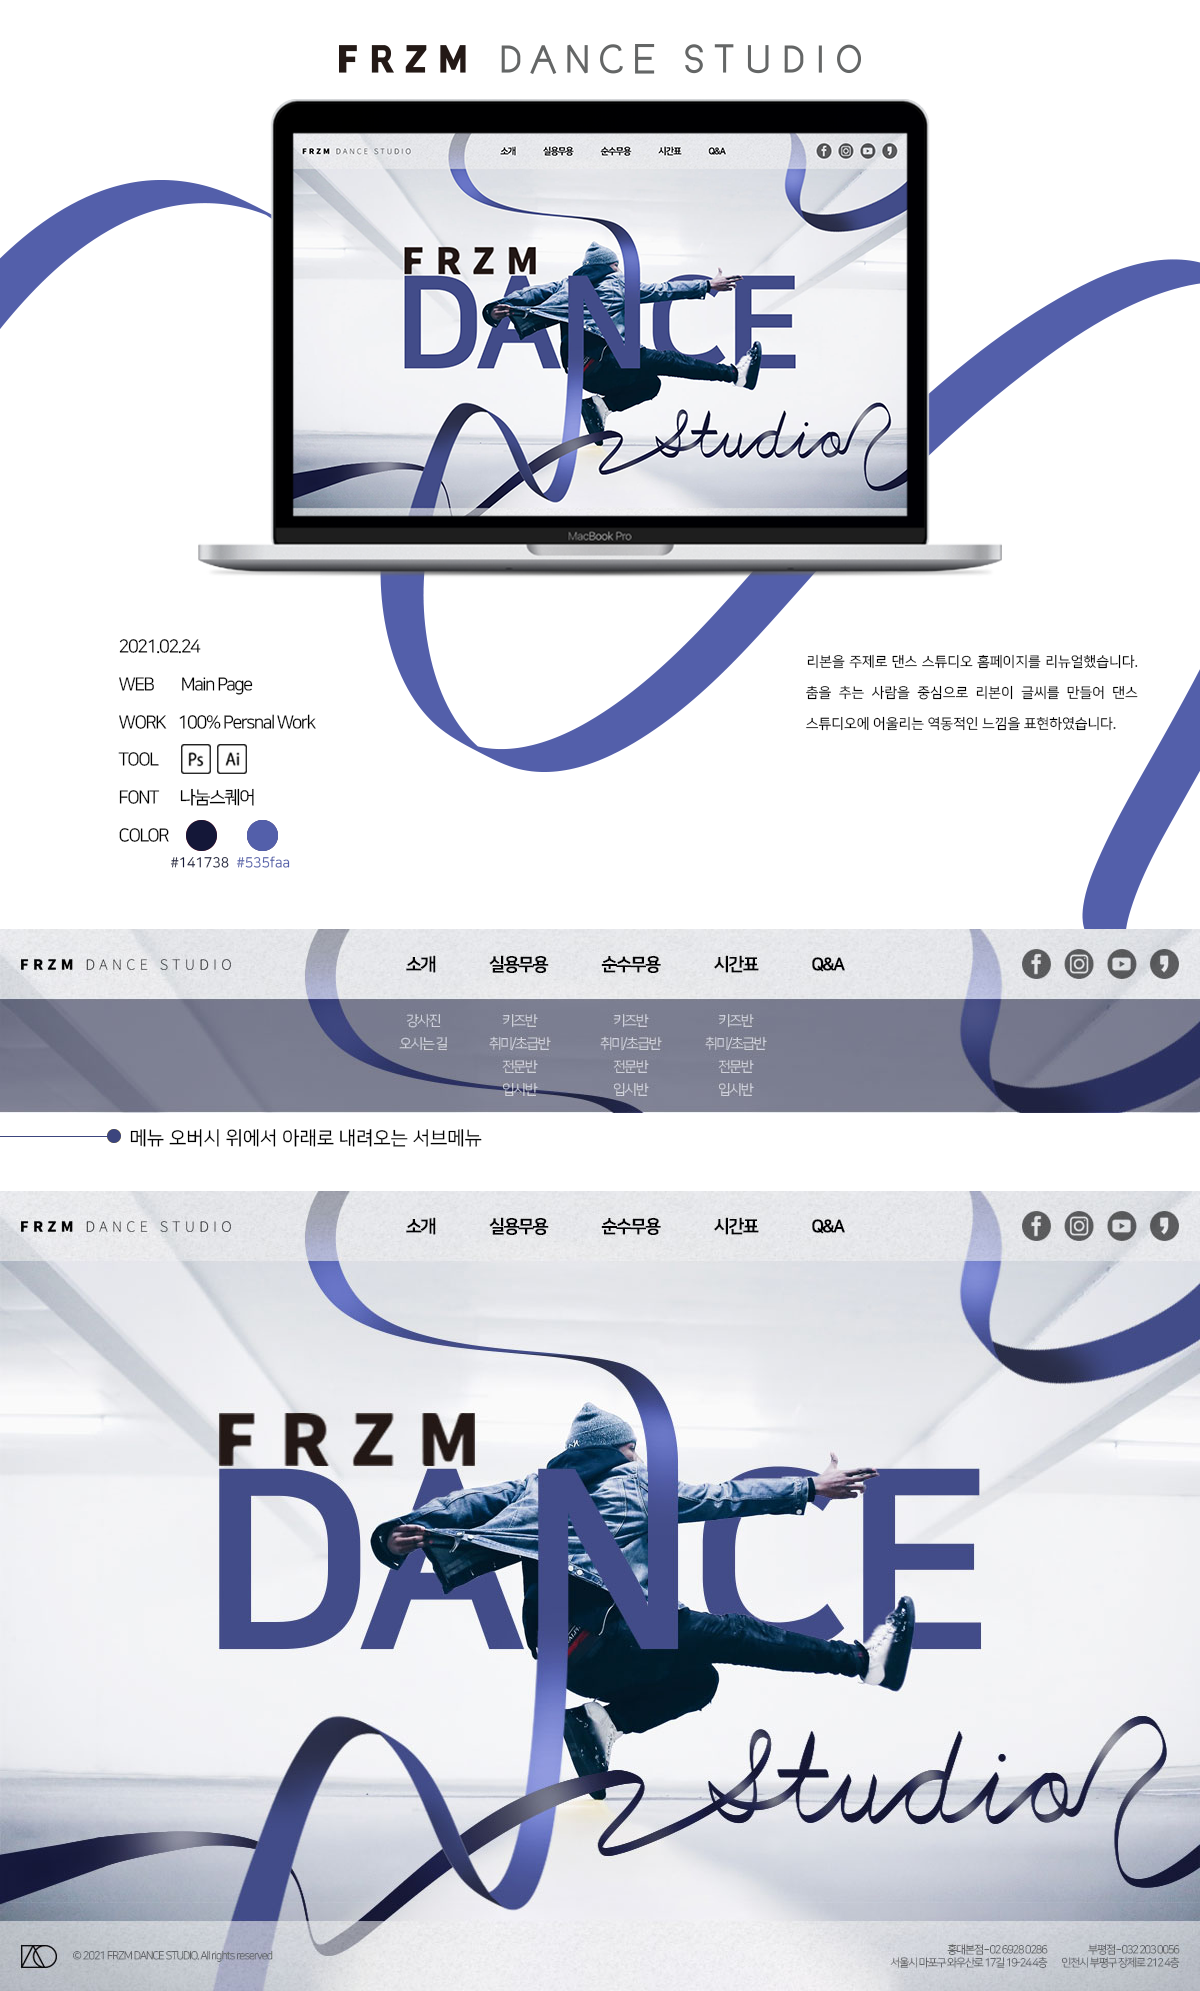 FRZM DANCE STUDIO
FRZM DANCE STUDIO
소개 실용무용 순수무용 시간표 Q&A
FRZM
DANCE
Studio
MacBook Pro
2021.02.24
WEB Main Page
WORK 100% Persnal Work
TOOL Ps Ai
FONT 나눔스퀘어
COLOR
#141738 #535faa
리본을 주제로 댄스 스튜디오 홈페이지를 리뉴얼했습니다.
춤을 추는 사람을 중심으로 리본이 글씨를 만들어 댄스
스튜디오에 어울리는 역동적인 느낌을 표현하였습니다.
FRZM DANCE STUDIO
소개 실용무용 순수무용 시간표 Q&A
강사진 키즈반 키즈반 키즈반
오시는 길 취미/초급반 취미/초급반 취미/초급반
전문반 전문반 전문반
입시반 입시반 입시반
메뉴 오버시 위에서 아래로 내려오는 서브메뉴
FRZM DANCE STUDIO
소개 실용무용 순수무용 시간표 Q&A
FRZM
DANCE
Studio
© 2021 FRZM DANCE STUDIO. All rights reserved
홍대본점 - 02 6928 0286
서울시 마포구 와우산로 17길 19-24 4층
부평점 - 032 203 0056
인천시 부평구 장제로 212 4층